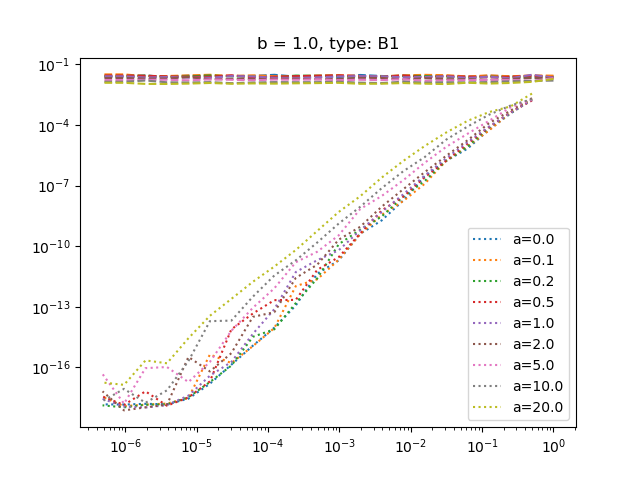 b = 1.0, type: B1
10⁻¹
10⁻⁴
10⁻⁷
10⁻¹⁰
10⁻¹³
10⁻¹⁶
a=0.0
a=0.1
a=0.2
a=0.5
a=1.0
a=2.0
a=5.0
a=10.0
a=20.0
10⁻⁶ 10⁻⁵ 10⁻⁴ 10⁻³ 10⁻² 10⁻¹ 10⁰